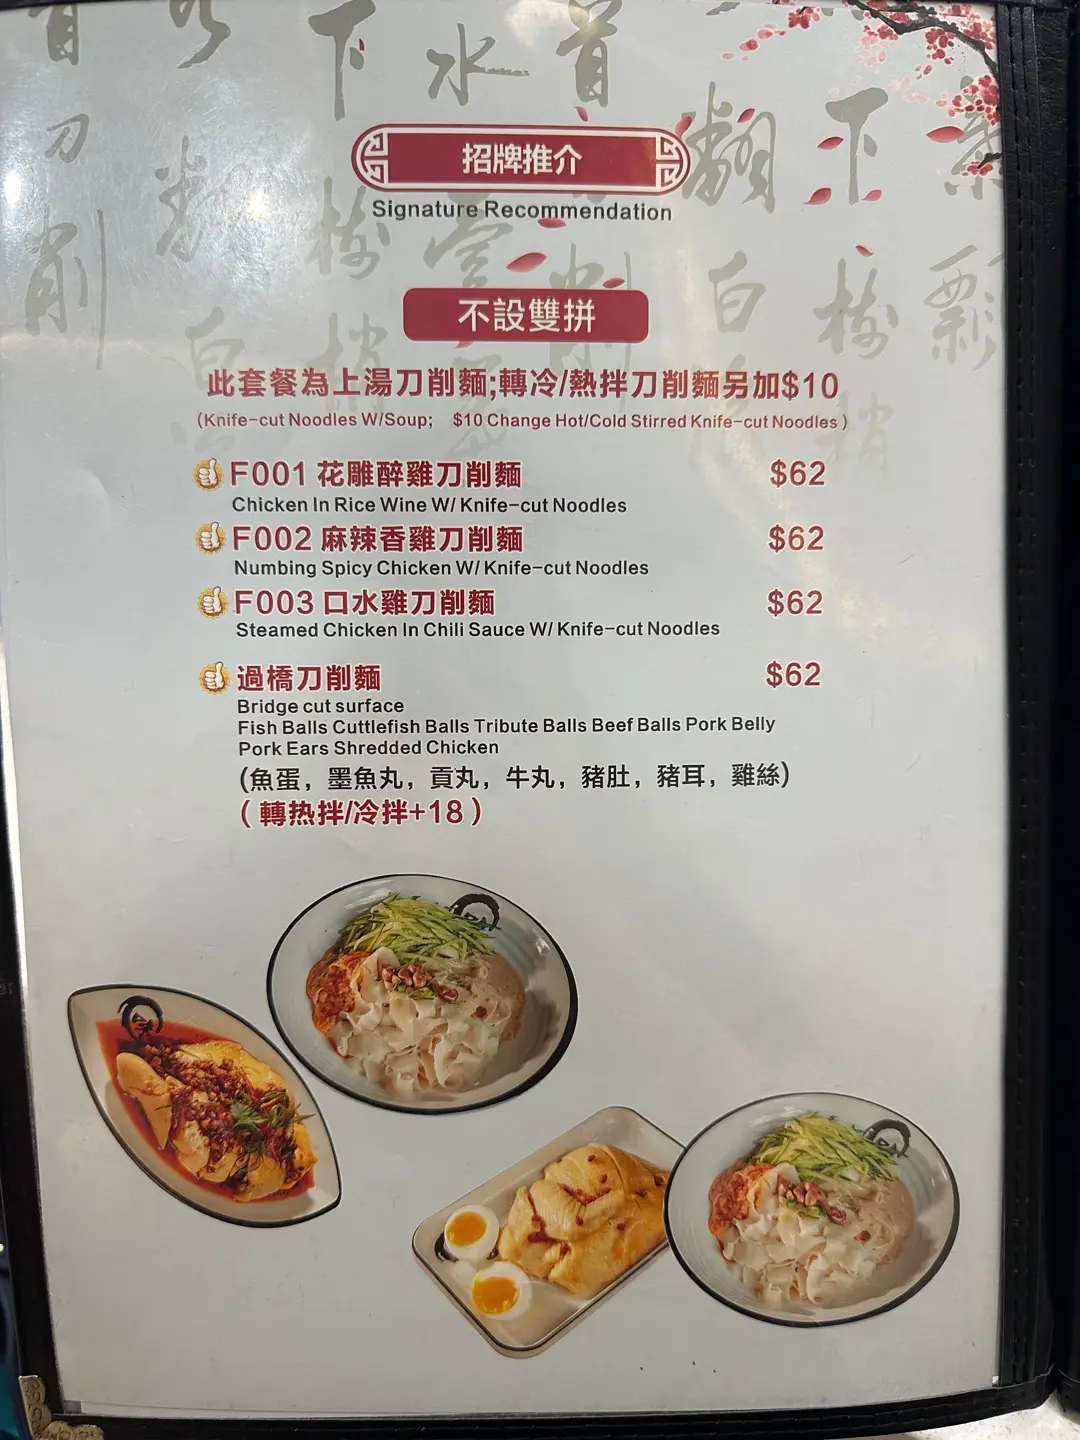 招牌推介
Signature Recommendation
不設雙拼
此套餐為上湯刀削麵;轉冷/熱拌刀削麵另加$10
(Knife-cut Noodles W/Soup; $10 Change Hot/Cold Stirred Knife-cut Noodles)
F001 花雕醉雞刀削麵 $62
Chicken In Rice Wine W/ Knife-cut Noodles
F002 麻辣香雞刀削麵 $62
Numbing Spicy Chicken W/ Knife-cut Noodles
F003 口水雞刀削麵 $62
Steamed Chicken In Chili Sauce W/ Knife-cut Noodles
過橋刀削麵 $62
Bridge cut surface
Fish Balls Cuttlefish Balls Tribute Balls Beef Balls Pork Belly
Pork Ears Shredded Chicken
(魚蛋，墨魚丸，貢丸，牛丸，豬肚，豬耳，雞絲)
(轉热拌/冷拌+18)